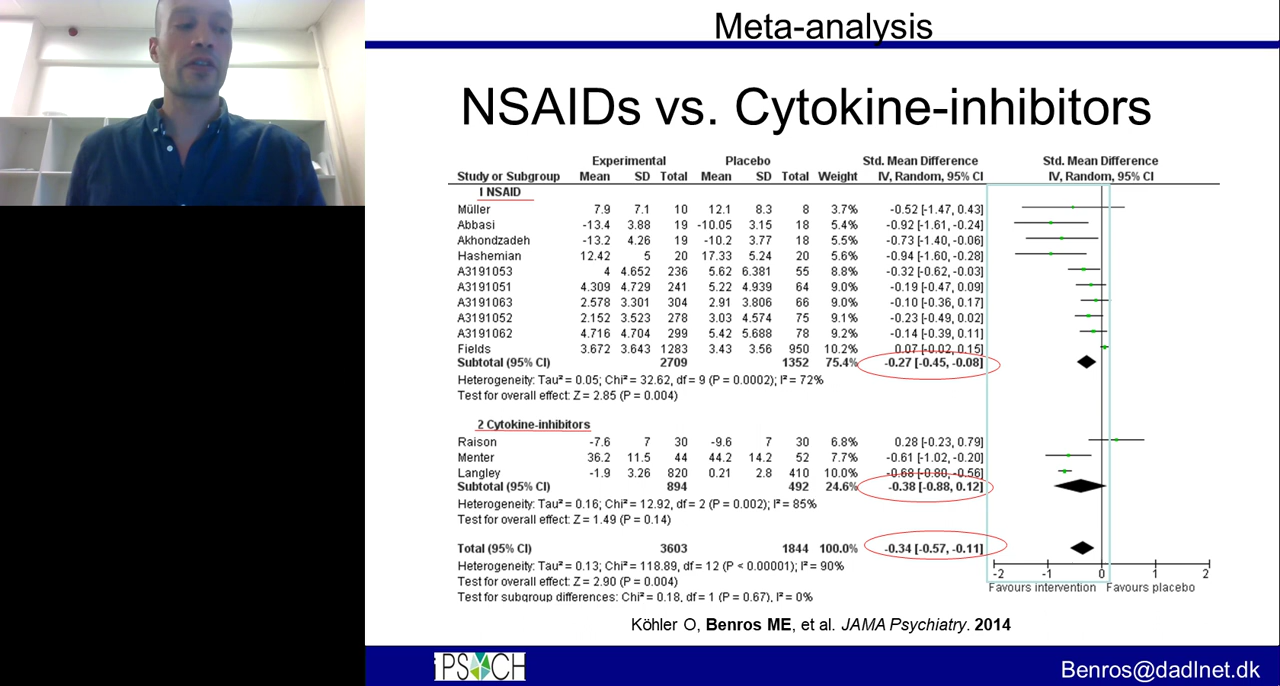 Meta-analysis
NSAIDs vs. Cytokine-inhibitors
Experimental Placebo Std. Mean Difference Std. Mean Difference
Study or Subgroup Mean SD Total Mean SD Total Weight IV, Random, 95% CI IV, Random, 95% CI
1 NSAID
Müller 7.9 7.1 10 12.1 8.3 8 3.7% -0.52 [-1.47, 0.43]
Abbasi -13.4 3.88 19 -10.05 3.15 18 5.4% -0.92 [-1.61, -0.24]
Akhondzadeh -13.2 4.26 19 -10.2 3.77 18 5.5% -0.73 [-1.40, -0.06]
Hashemian 12.42 5 20 17.33 5.24 20 5.6% -0.94 [-1.60, -0.28]
A3191053 4 4.652 236 5.62 6.381 55 8.8% -0.32 [-0.62, -0.03]
A3191051 4.309 4.729 241 5.22 4.939 64 9.0% -0.19 [-0.47, 0.09]
A3191063 2.578 3.301 304 2.91 3.806 66 9.0% -0.10 [-0.36, 0.17]
A3191052 2.152 3.523 278 3.03 4.574 75 9.1% -0.23 [-0.49, 0.02]
A3191062 4.716 4.704 299 5.42 5.688 78 9.2% -0.14 [-0.39, 0.11]
Fields 3.672 3.643 1283 3.43 3.56 950 10.2% 0.07 [-0.02, 0.15]
Subtotal (95% CI) 2709 1352 75.4% -0.27 [-0.45, -0.08]
Heterogeneity: Tau² = 0.05; Chi² = 32.62, df = 9 (P = 0.0002); I² = 72%
Test for overall effect: Z = 2.85 (P = 0.004)
2 Cytokine-inhibitors
Raison -7.6 7 30 -9.6 7 30 6.8% 0.28 [-0.23, 0.79]
Menter 36.2 11.5 44 44.2 14.2 52 7.7% -0.61 [-1.02, -0.20]
Langley -1.9 3.26 820 0.21 2.8 410 10.0% -0.68 [-0.80, -0.56]
Subtotal (95% CI) 894 492 24.6% -0.38 [-0.88, 0.12]
Heterogeneity: Tau² = 0.16; Chi² = 12.92, df = 2 (P = 0.002); I² = 85%
Test for overall effect: Z = 1.49 (P = 0.14)
Total (95% CI) 3603 1844 100.0% -0.34 [-0.57, -0.11]
Heterogeneity: Tau² = 0.13; Chi² = 118.89, df = 12 (P < 0.00001); I² = 90%
Test for overall effect: Z = 2.90 (P = 0.004)
Test for subgroup differences: Chi² = 0.18, df = 1 (P = 0.67), I² = 0%
-2 -1 0 1 2
Favours intervention Favours placebo
Köhler O, Benros ME, et al. JAMA Psychiatry. 2014
iPSYCH
Benros@dadlnet.dk